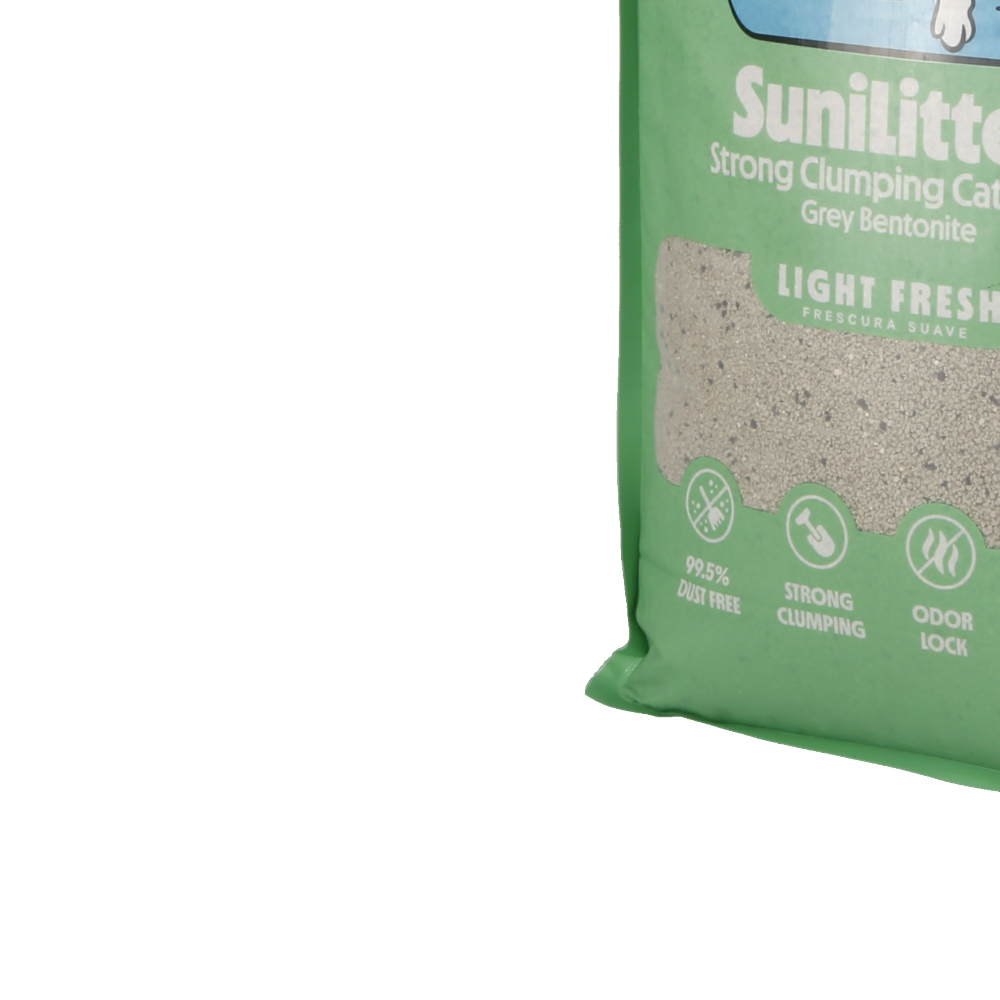 SuniLitte
Strong Clumping Cat
Grey Bentonite
LIGHT FRESH
FRESCURA SUAVE
99.5%
DUST FREE
STRONG
CLUMPING
ODOR
LOCK